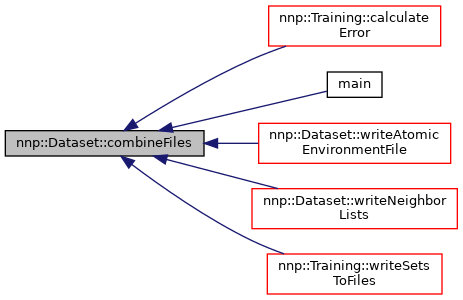 nnp::Training::calculate
Error
main
nnp::Dataset::combineFiles
nnp::Dataset::writeAtomic
EnvironmentFile
nnp::Dataset::writeNeighbor
Lists
nnp::Training::writeSets
ToFiles